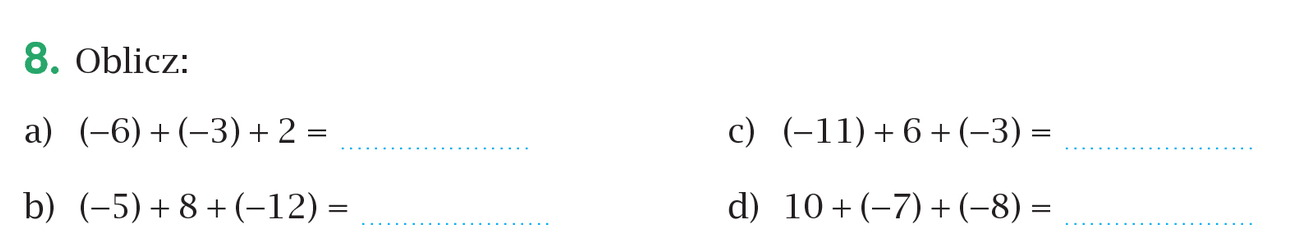 8. Oblicz:
a) (–6) + (–3) + 2 = ........................
c) (–11) + 6 + (–3) = ........................
b) (–5) + 8 + (–12) = ........................
d) 10 + (–7) + (–8) = ........................